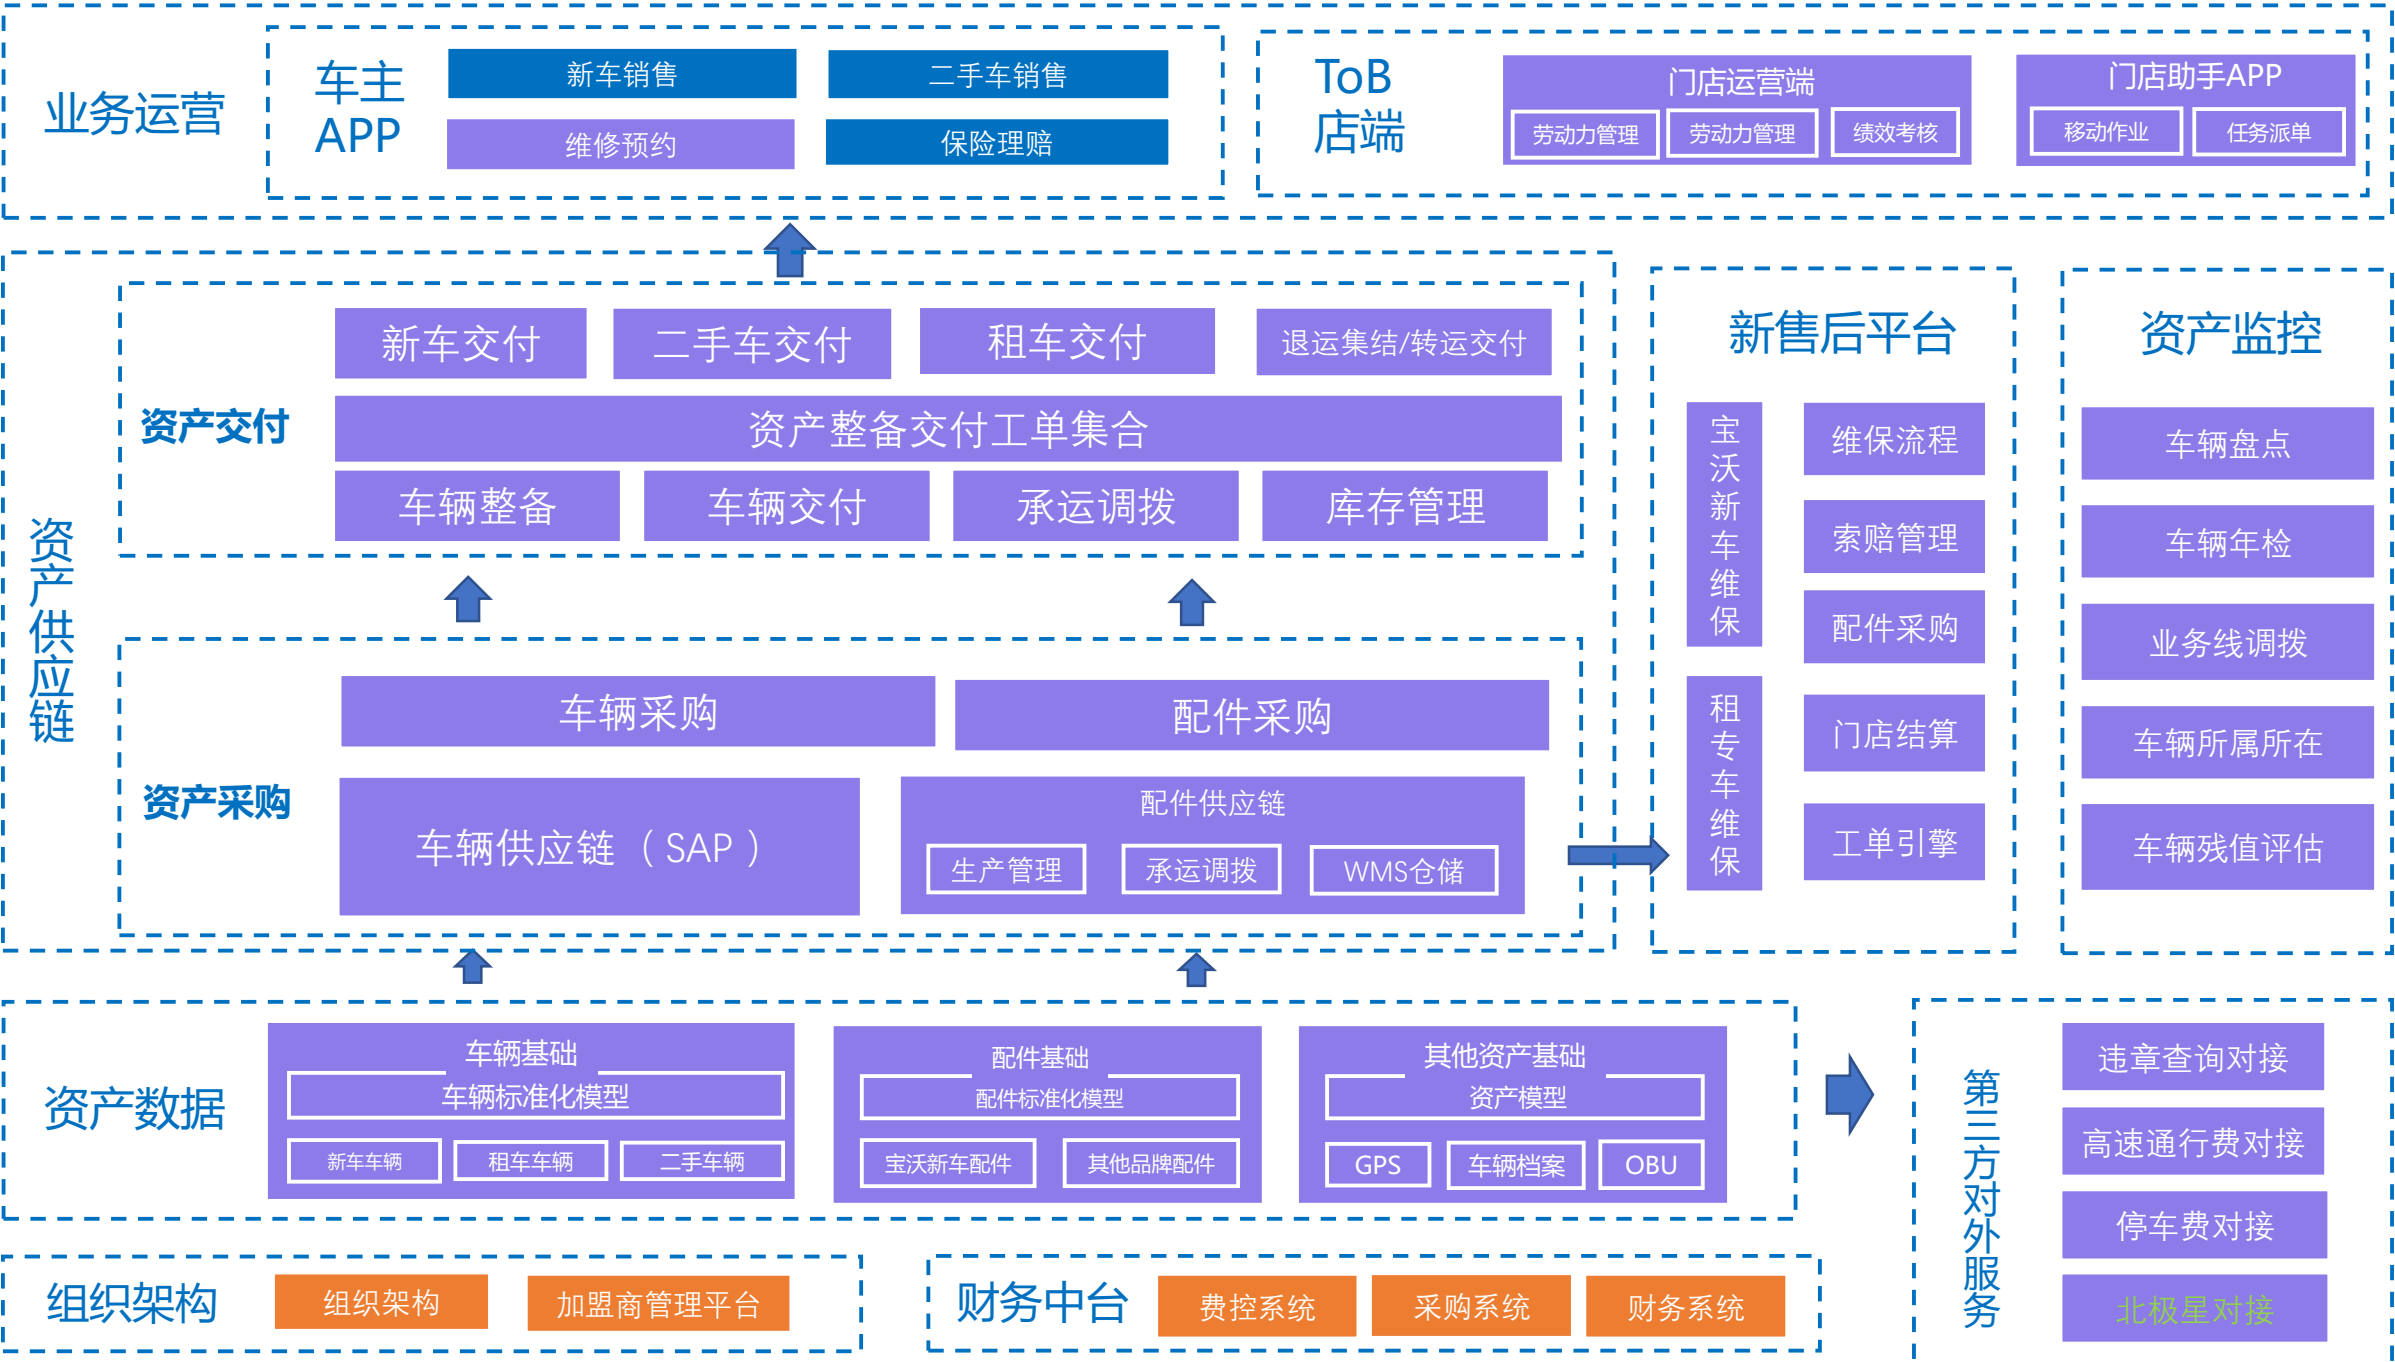 业务运营
车主
APP
新车销售
二手车销售
维修预约
保险理赔
ToB
店端
门店运营端
劳动力管理
劳动力管理
绩效考核
门店助手APP
移动作业
任务派单
资产供应链
资产交付
新车交付
二手车交付
租车交付
退运集结/转运交付
资产整备交付工单集合
车辆整备
车辆交付
承运调拨
库存管理
资产采购
车辆采购
配件采购
车辆供应链（SAP）
配件供应链
生产管理
承运调拨
WMS仓储
新售后平台
宝沃新车维保
租专车维保
维保流程
索赔管理
配件采购
门店结算
工单引擎
资产监控
车辆盘点
车辆年检
业务线调拨
车辆所属所在
车辆残值评估
资产数据
车辆基础
车辆标准化模型
新车车辆
租车车辆
二手车辆
配件基础
配件标准化模型
宝沃新车配件
其他品牌配件
其他资产基础
资产模型
GPS
车辆档案
OBU
第三方对外服务
违章查询对接
高速通行费对接
停车费对接
北极星对接
组织架构
组织架构
加盟商管理平台
财务中台
费控系统
采购系统
财务系统